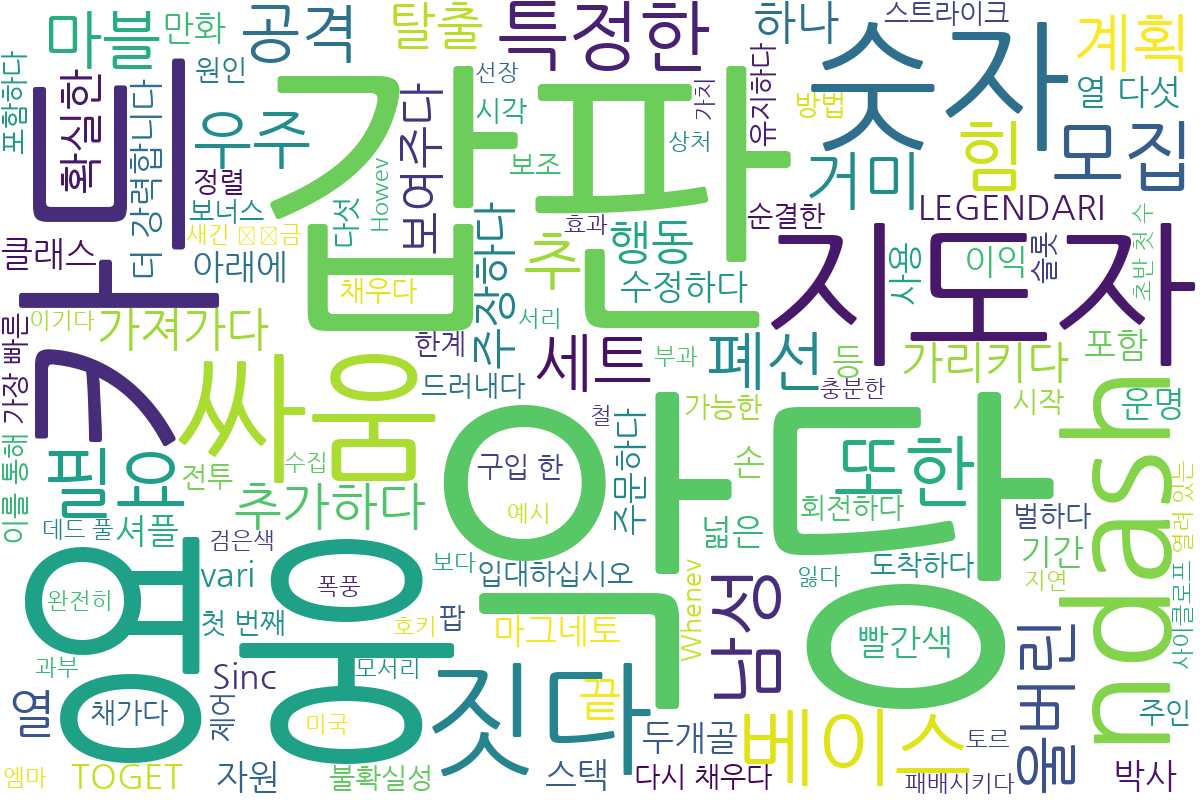 마블
만화
공격
탈출
특정한
하나
스트라이크
계획
포함하다
확실한
원인
카드
갑판
선장
시각
가치
유지하다
방법
숫자
열 다섯
우주
보여주다
보조
상처
거미
힘
모집
더 강력합니다
정렬
보너스
다섯
Howev
효과
순결한
LEGENDARI
클래스
아래에
주장하다
추천
행동
수정하다
지도자
사용
이익
슬롯
초반 첫 수
채우다
서리
이기다
가져가다
가장 빠른
한계
세트
부과
폐선
등
가리키다
포함
싸움
드러내다
철
가능한
충분한
시작
운명
ndash
이를 통해
필요
전투
수집
추가하다
악당
구입 한
예시
주문하다
손
또한
회전하다
벌하다
데드 풀
셔플
검은색
보다
넓은
도착하다
기간
사이클로프 열려 있는
영웅
vari
입대하십시오
Whenev
남성
잃다
지연
완전히
폭풍
첫 번째
호키
팝
마그네토
빨간색
울버린
과부
Sinc
모서리
짓다
끝
열
채가다
제어
미국
두개골
베이스
토르
주인
엠마
TOGET
자원
불확실성
스택
다시 채우다
패배시키다
박사